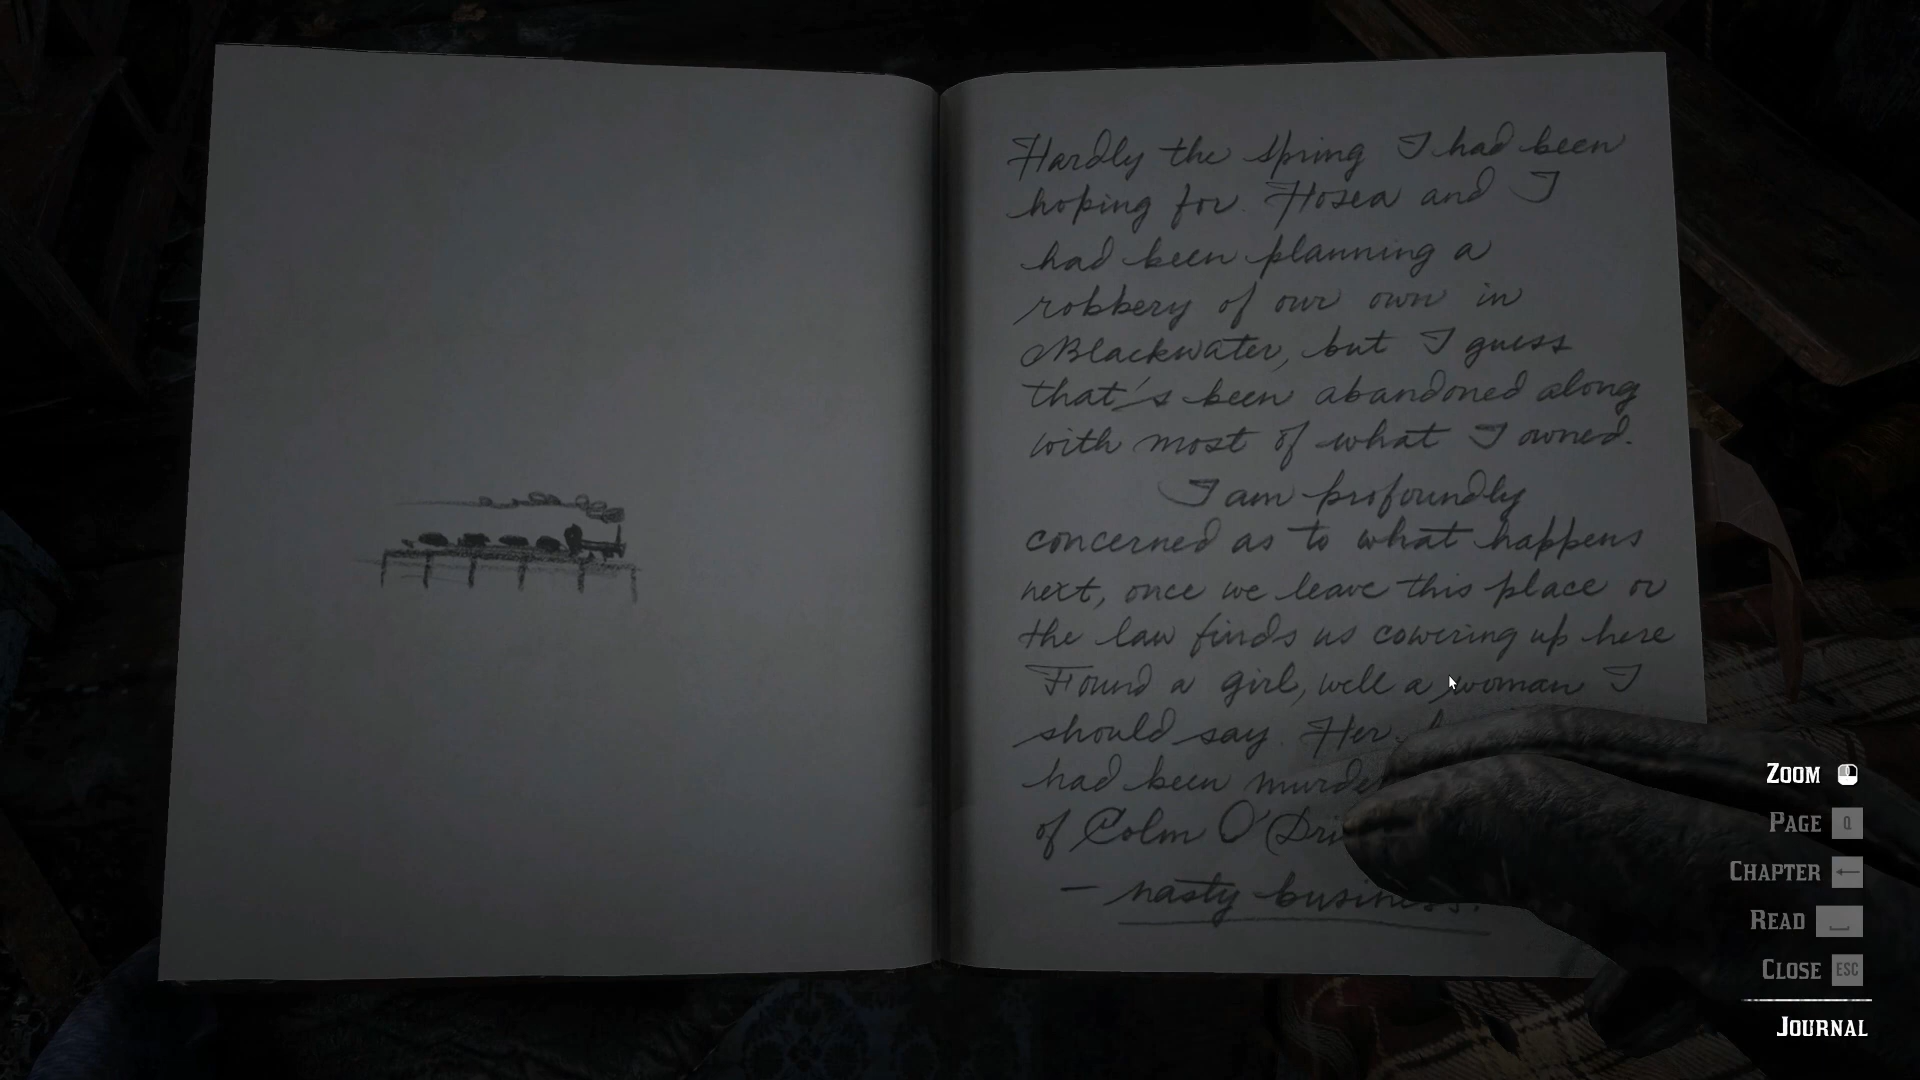 Hardly the spring I had been
hoping for. Hosea and I
had been planning a
robbery of our own in
Blackwater, but I guess
that's been abandoned along
with most of what I owned.
I am profoundly
concerned as to what happens
next, once we leave this place or
the law finds us cowering up here
Found a girl, well a woman I
should say. Her
had been
of Colm
– nasty business.
ZOOM
PAGE Q
CHAPTER ←
READ
CLOSE ESC
JOURNAL